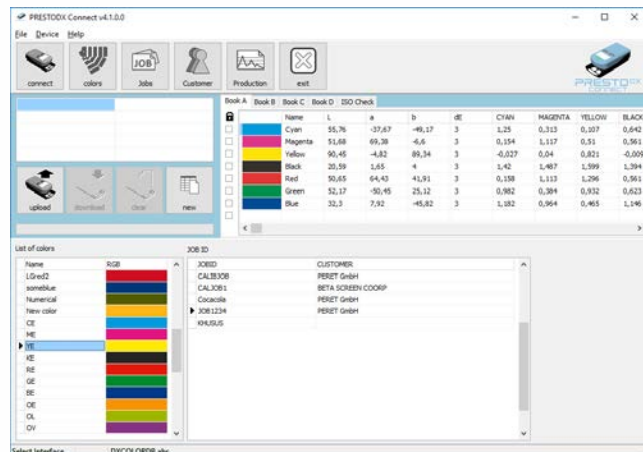 PRESTODX Connect v4.1.0.0
File Device Help
connect colors Jobs Customer Production exit
JOB
PRESTO DX
CONNECT
Book A Book B Book C Book D ISO Check
Name L a b dE CYAN MAGENTA YELLOW BLACK
Cyan 55,76 -37,67 -49,17 3 1,25 0,313 0,107 0,642
Magenta 51,68 69,38 -6,6 3 0,154 1,117 0,51 0,561
Yellow 90,45 -4,82 89,34 3 -0,027 0,04 0,821 -0,009
Black 20,59 1,65 4 3 1,42 1,487 1,599 1,394
Red 50,65 64,43 41,91 3 0,158 1,113 1,296 0,561
Green 52,17 -50,45 25,12 3 0,982 0,384 0,932 0,623
Blue 32,3 7,92 -45,82 3 1,182 0,964 0,465 1,146
upload download clear new
List of colors
Name RGB
LGred2
someblue
Numerical
New color
CE
ME
YE
KE
RE
GE
BE
OE
OL
OV
JOB ID
JOBID CUSTOMER
CALIBJOB PERET GmbH
CALJOB1 BETA SCREEN COORP
Cocacola PERET GmbH
JOB1234 PERET GmbH
KHUSUS
Select Interface DXCOLORDB.abs